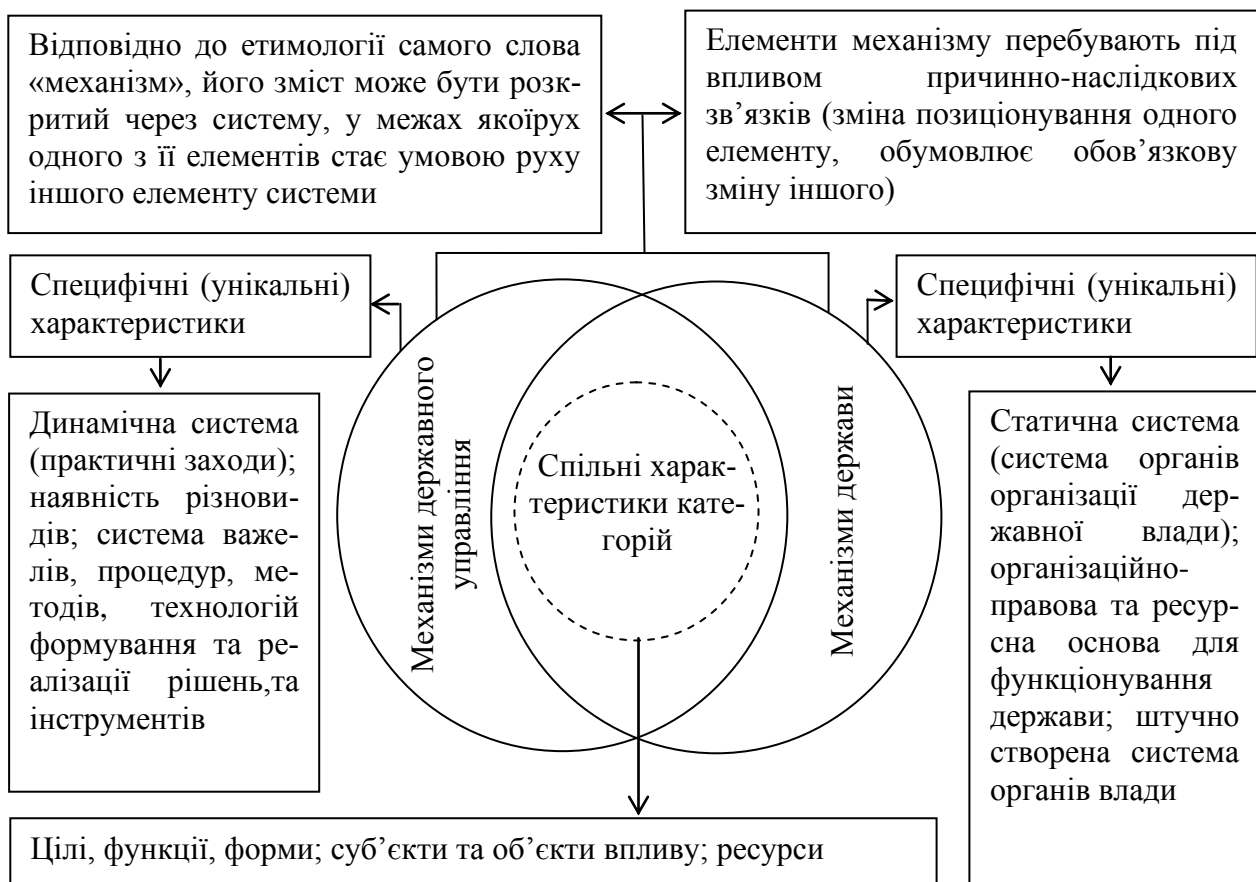 Відповідно до етимології самого слова
«механізм», його зміст може бути розк-
ритий через систему, у межах якоїрух
одного з її елементів стає умовою руху
іншого елементу системи
Елементи механізму перебувають під
впливом причинно-наслідкових
зв’язків (зміна позиціонування одного
елементу, обумовлює обов’язкову
зміну іншого)
Специфічні (унікальні)
характеристики
Специфічні (унікальні)
характеристики
Динамічна система
(практичні заходи);
наявність різнови-
дів; система важе-
лів, процедур, ме-
тодів, технологій
формування та ре-
алізації рішень,та
інструментів
Механізми державного
управління
Спільні харак-
теристики кате-
горій
Механізми держави
Статична система
(система органів
організації дер-
жавної влади);
організаційно-
правова та ресур-
сна основа для
функціонування
держави; штучно
створена система
органів влади
Цілі, функції, форми; суб’єкти та об’єкти впливу; ресурси